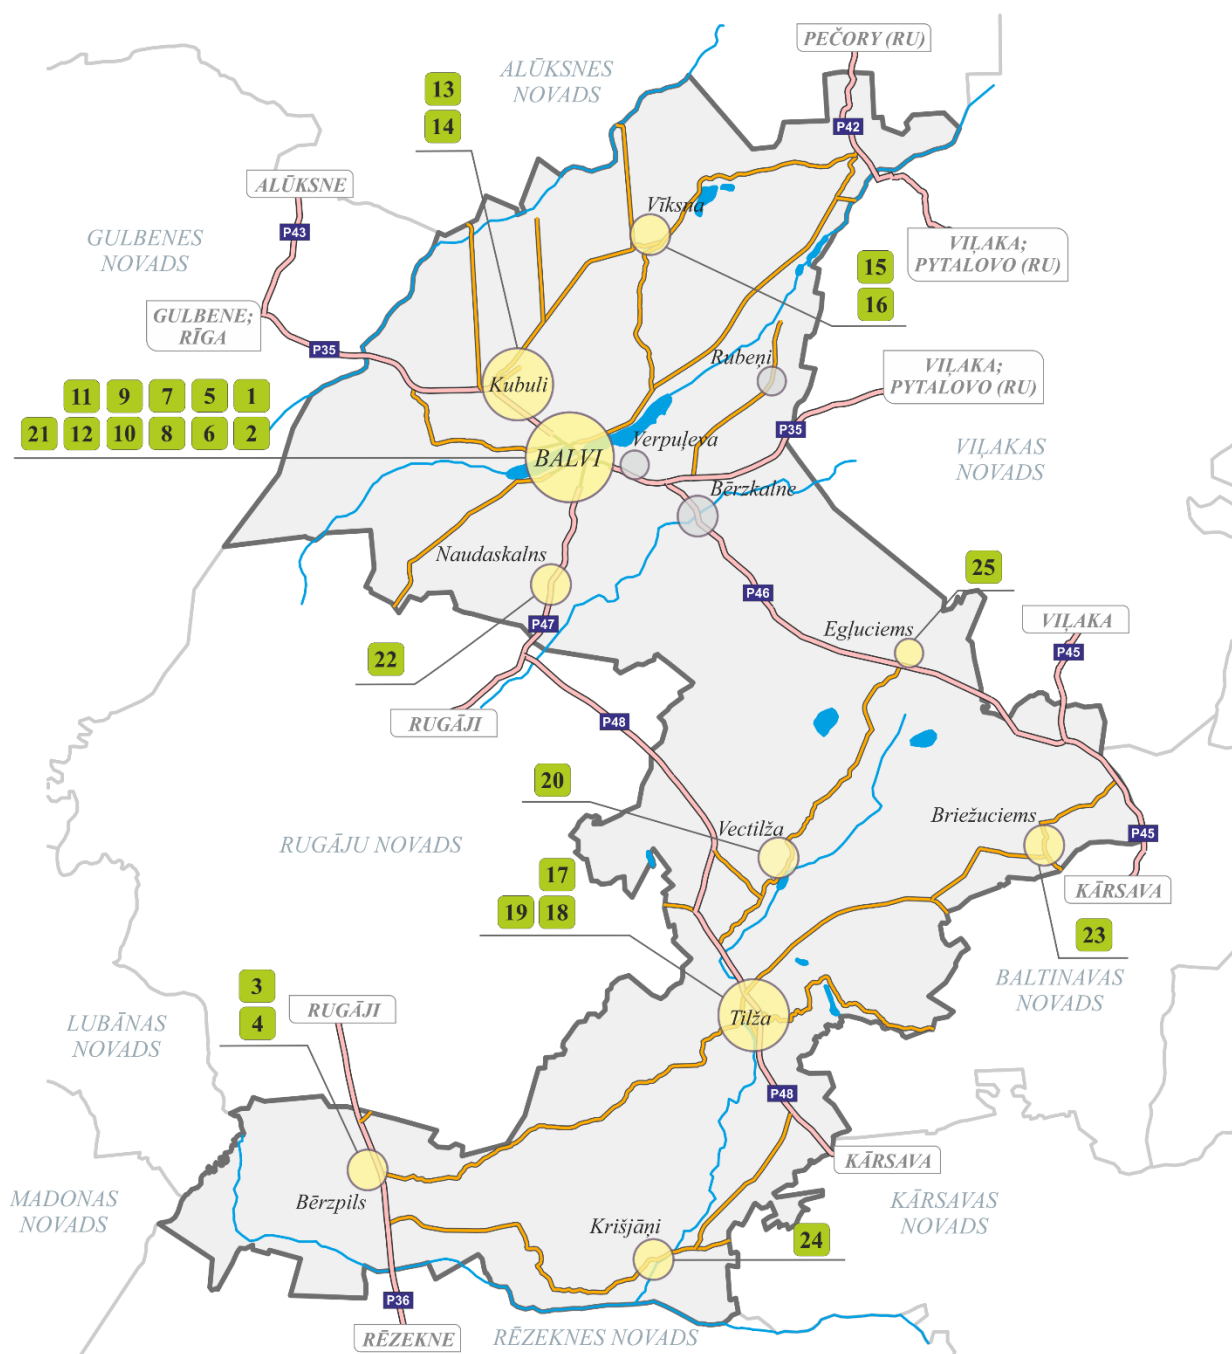 PEČORY (RU)
ALŪKSNES
NOVADS
13
14
P42
ALŪKSNE
Vīksna
P43
GULBENES
NOVADS
VIĻAKA;
PYTALOVO (RU)
15
16
GULBENE;
RĪGA
P35
Rubeņi
VIĻAKA;
PYTALOVO (RU)
Kubuli
11 9 7 5 1
21 12 10 8 6 2
P35
Verpuļeva
BALVI
VIĻAKAS
NOVADS
Bērzkalne
Naudaskalns
25
P46
P47
Egļuciems
VIĻAKA
22
P45
RUGĀJI
P48
20
Vectilža
Briežuciems
P45
RUGĀJU NOVADS
17
19 18
KĀRSAVA
23
BALTINAVAS
NOVADS
3
4
RUGĀJI
LUBĀNAS
NOVADS
Tilža
P48
KĀRSAVA
MADONAS
NOVADS
Bērzpils
KĀRSAVAS
NOVADS
Krišjāņi
24
P36
RĒZEKNE
RĒZEKNES NOVADS